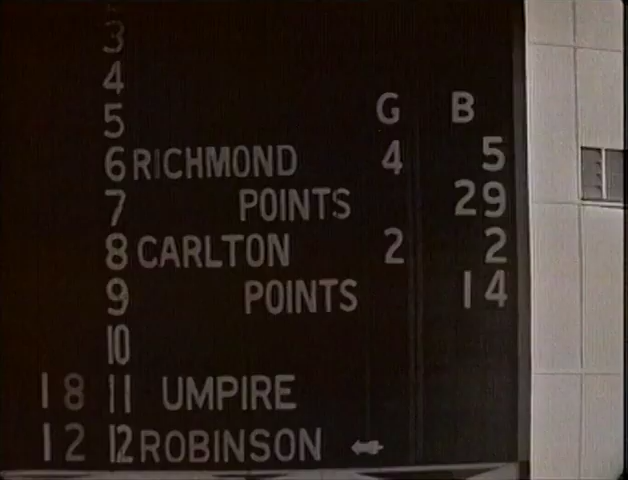 3
4
5 G B
6 RICHMOND 4 5
7 POINTS 29
8 CARLTON 2 2
9 POINTS 14
10
18 11 UMPIRE
12 12 ROBINSON